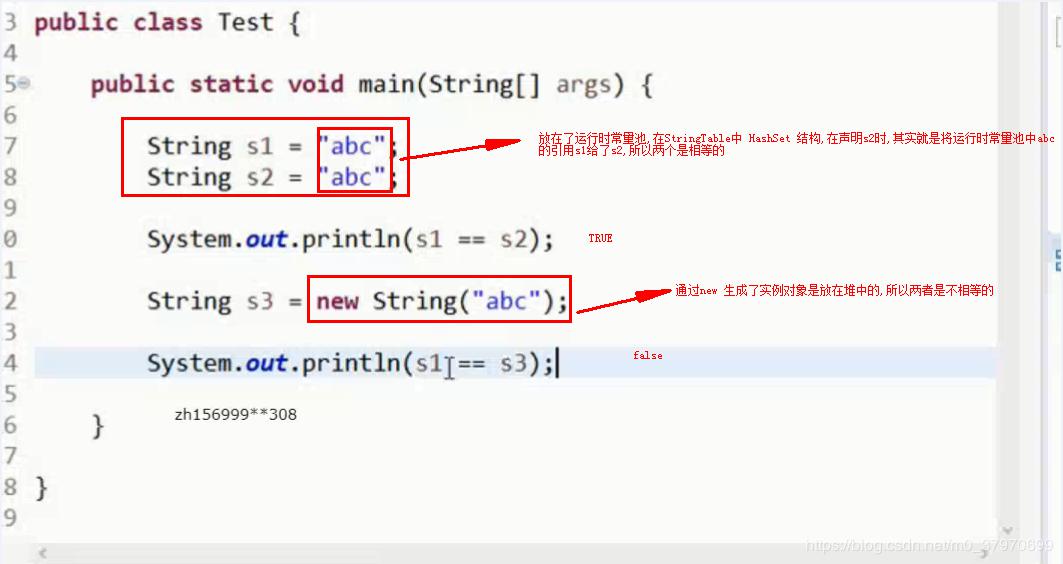 3 public class Test {
4
5 public static void main(String[] args) {
6
7 String s1 = "abc";
放在了运行时常量池,在StringTable中 HashSet 结构,在声明s2时,其实就是将运行时常量池中abc
的引用s1给了s2,所以两个是相等的
8 String s2 = "abc";
9
0 System.out.println(s1 == s2); TRUE
1
2 String s3 = new String("abc"); 通过new 生成了实例对象是放在堆中的,所以两者是不相等的
3
4 System.out.println(s1 == s3); false
5
zh156999**308
6 }
7
8 }
9
https://blog.csdn.net/m0_37970699